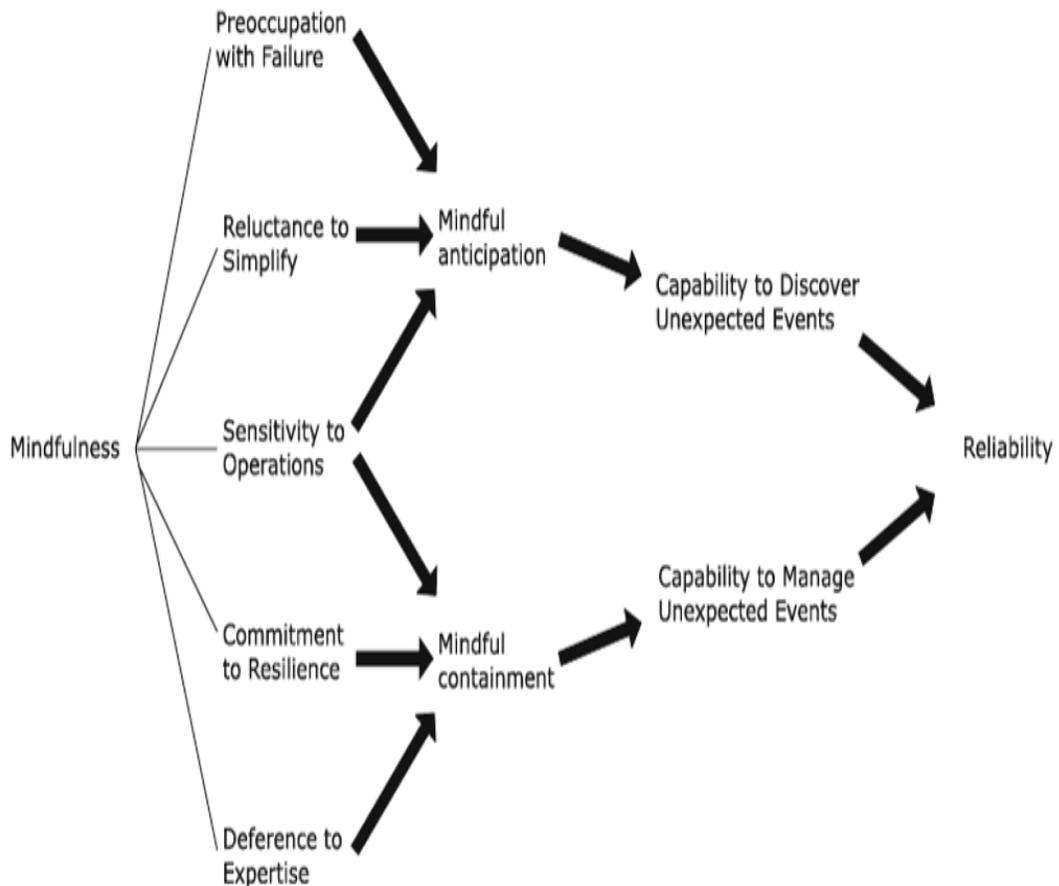 Preoccupation
with Failure
Reluctance to
Simplify
Mindful
anticipation
Capability to Discover
Unexpected Events
Mindfulness
Sensitivity to
Operations
Reliability
Capability to Manage
Unexpected Events
Commitment
to Resilience
Mindful
containment
Deference to
Expertise